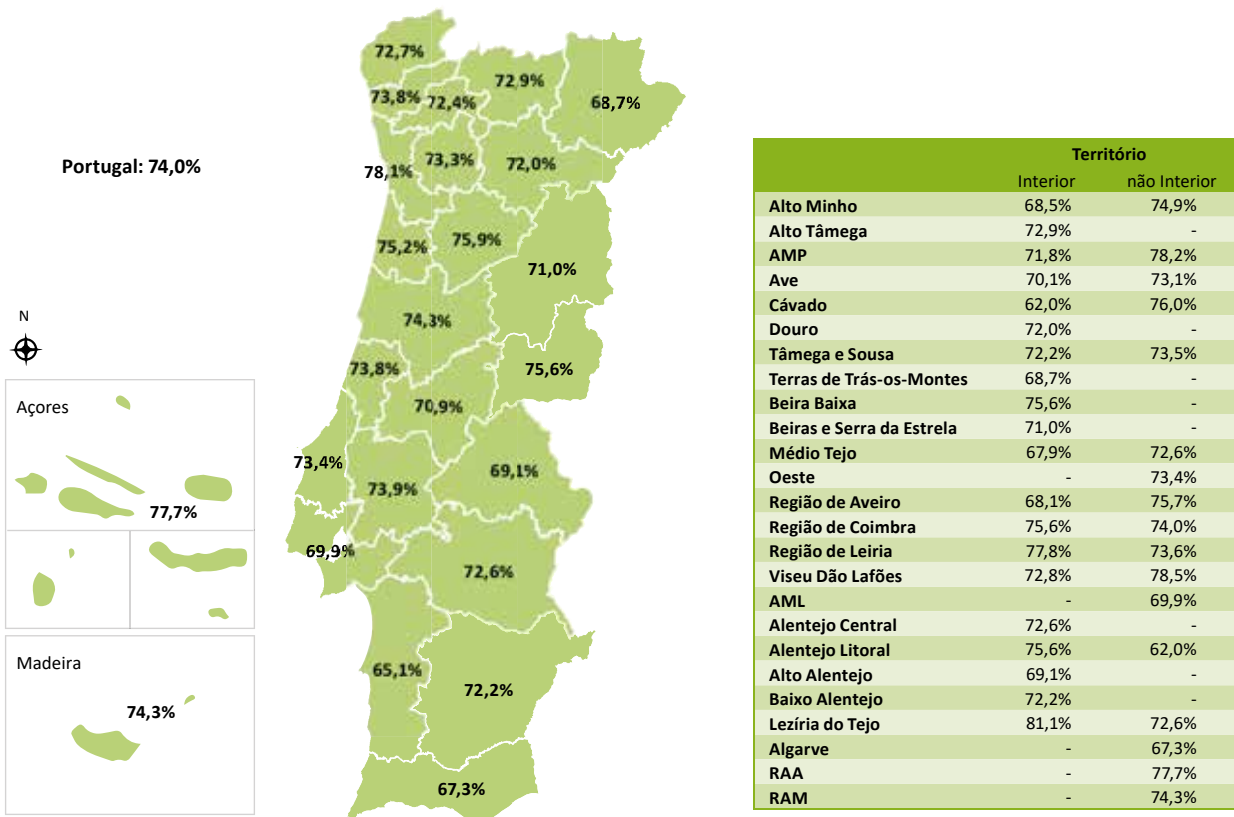 72,7%
72,9%
73,8%
72,4%
68,7%
Portugal: 74,0%
78,1%
73,3%
72,0%
75,2%
75,9%
71,0%
74,3%
N
73,8%
75,6%
70,9%
Açores
73,4%
69,1%
73,9%
77,7%
69,9%
72,6%
Madeira
65,1%
72,2%
74,3%
67,3%
Território
Interior não Interior
Alto Minho 68,5% 74,9%
Alto Tâmega 72,9% -
AMP 71,8% 78,2%
Ave 70,1% 73,1%
Cávado 62,0% 76,0%
Douro 72,0% -
Tâmega e Sousa 72,2% 73,5%
Terras de Trás-os-Montes 68,7% -
Beira Baixa 75,6% -
Beiras e Serra da Estrela 71,0% -
Médio Tejo 67,9% 72,6%
Oeste - 73,4%
Região de Aveiro 68,1% 75,7%
Região de Coimbra 75,6% 74,0%
Região de Leiria 77,8% 73,6%
Viseu Dão Lafões 72,8% 78,5%
AML - 69,9%
Alentejo Central 72,6% -
Alentejo Litoral 75,6% 62,0%
Alto Alentejo 69,1% -
Baixo Alentejo 72,2% -
Lezíria do Tejo 81,1% 72,6%
Algarve - 67,3%
RAA - 77,7%
RAM - 74,3%